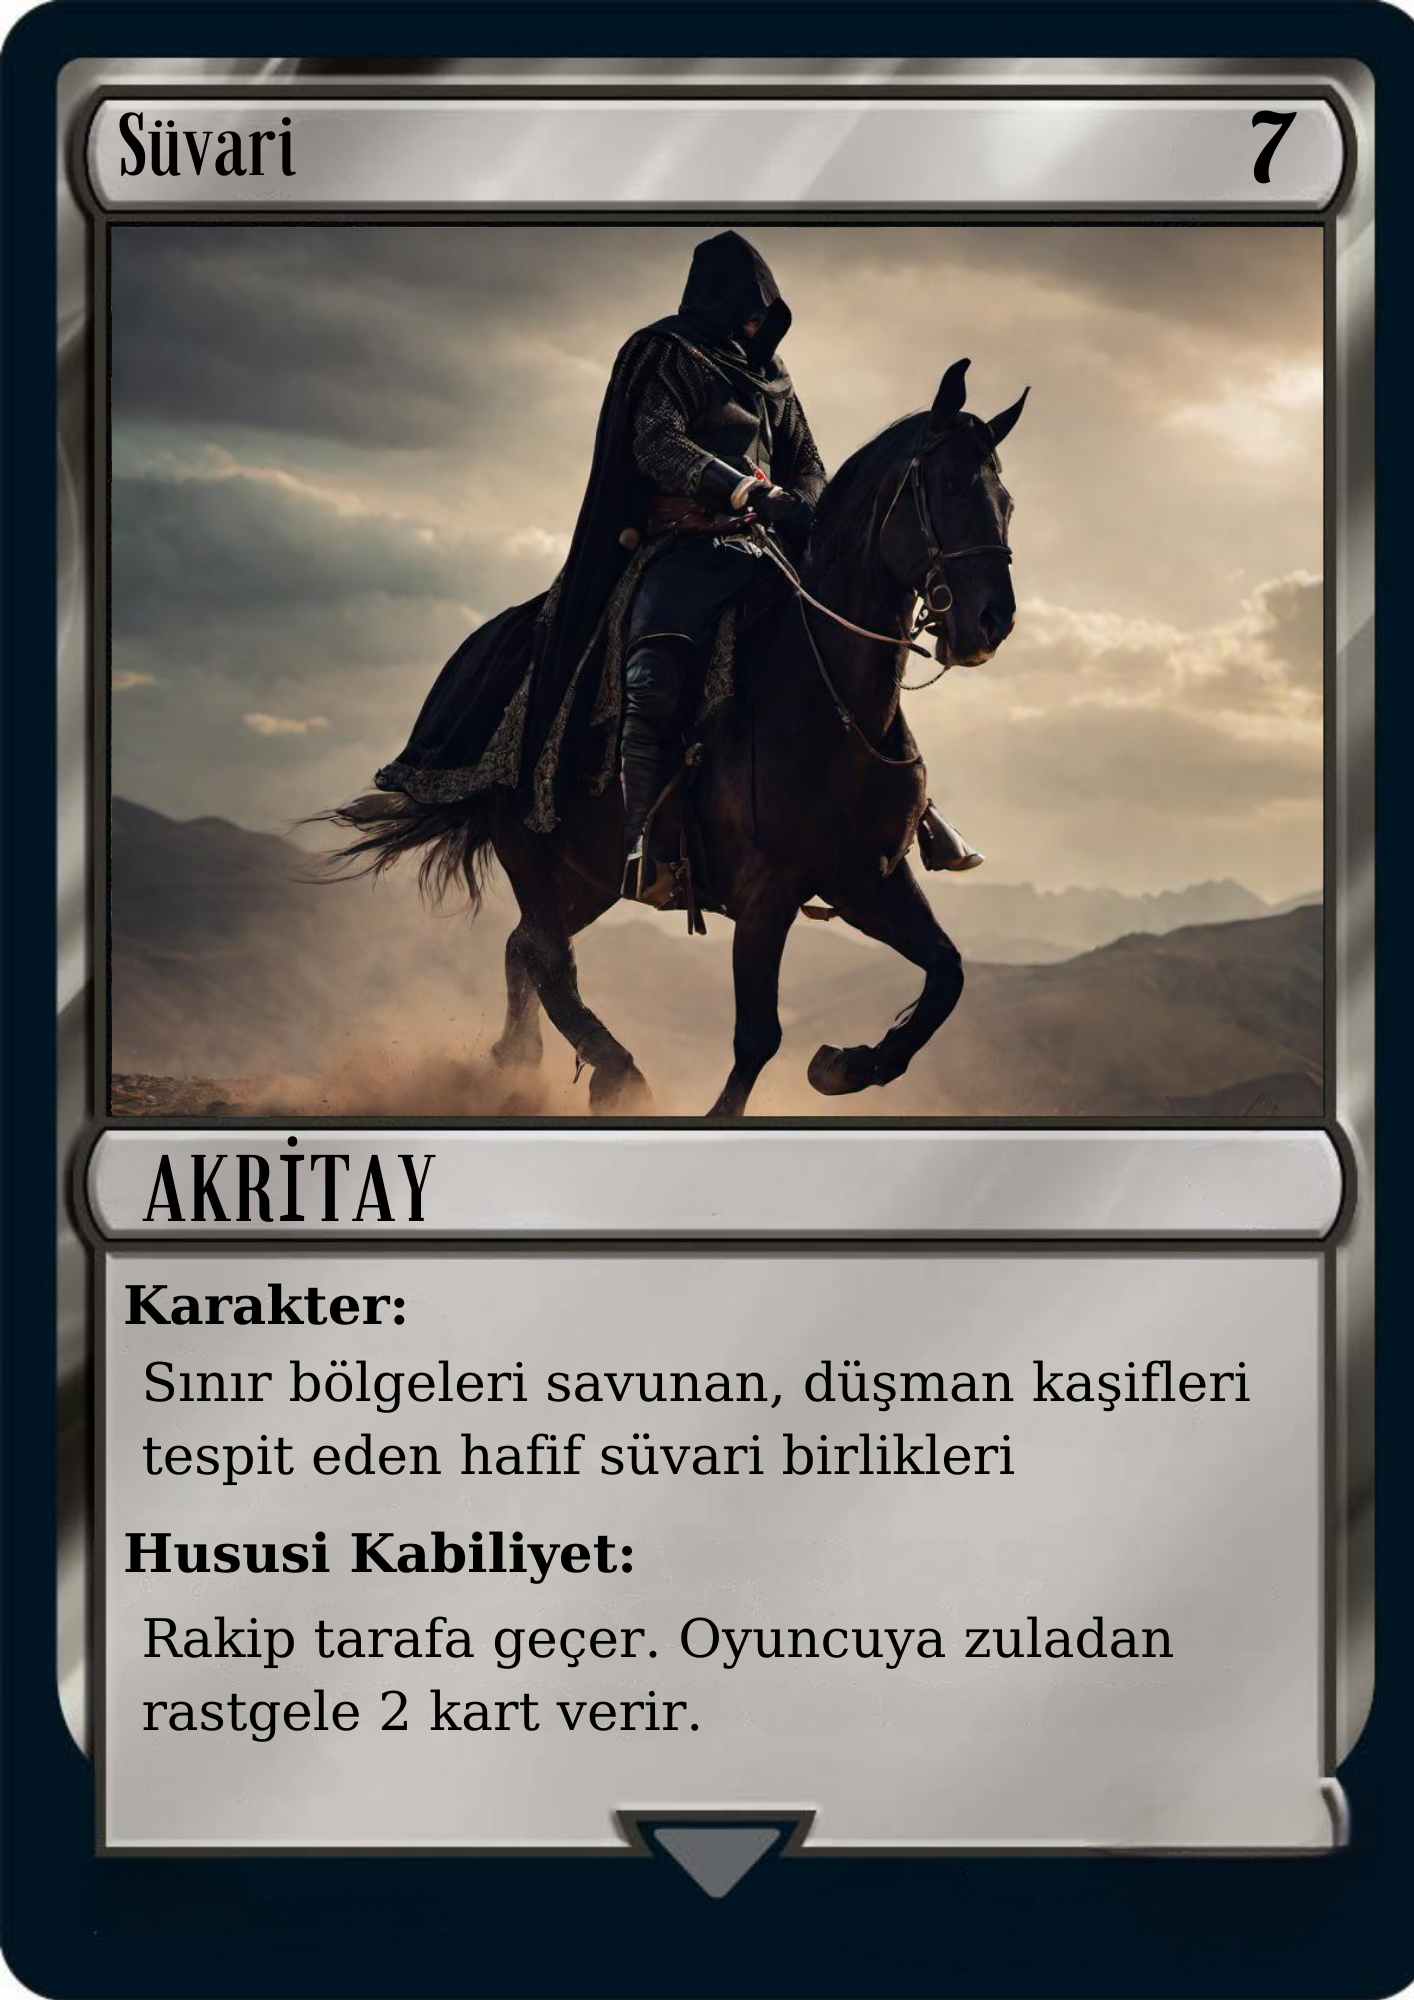 Süvari
7
AKRİTAY
Karakter:
Sınır bölgeleri savunan, düşman kaşifleri
tespit eden hafif süvari birlikleri
Hususi Kabiliyet:
Rakip tarafa geçer. Oyuncuya zuladan
rastgele 2 kart verir.